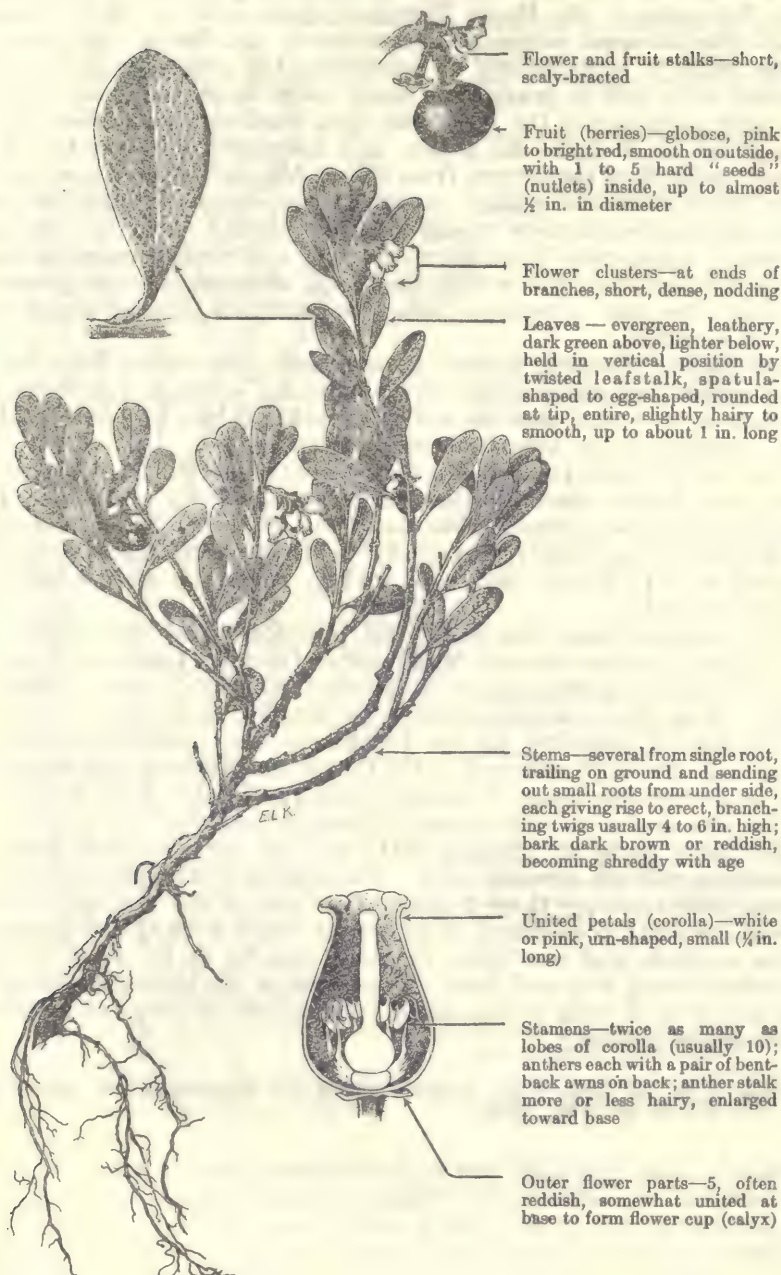 Flower and fruit stalks—short,
scaly-bracted
Fruit (berries)—globose, pink
to bright red, smooth on outside,
with 1 to 5 hard "seeds"
(nutlets) inside, up to almost
½ in. in diameter
Flower clusters—at ends of
branches, short, dense, nodding
Leaves — evergreen, leathery,
dark green above, lighter below,
held in vertical position by
twisted leafstalk, spatula-
shaped to egg-shaped, rounded
at tip, entire, slightly hairy to
smooth, up to about 1 in. long
Stems—several from single root,
trailing on ground and sending
out small roots from under side,
each giving rise to erect, branch-
ing twigs usually 4 to 6 in. high;
bark dark brown or reddish,
becoming shreddy with age
E.L.K.
United petals (corolla)—white
or pink, urn-shaped, small (¼ in.
long)
Stamens—twice as many as
lobes of corolla (usually 10);
anthers each with a pair of bent-
back awns on back; anther stalk
more or less hairy, enlarged
toward base
Outer flower parts—5, often
reddish, somewhat united at
base to form flower cup (calyx)